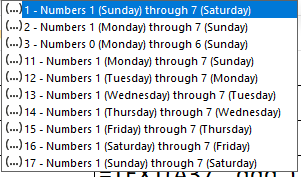 (...) 1 - Numbers 1 (Sunday) through 7 (Saturday)
(...) 2 - Numbers 1 (Monday) through 7 (Sunday)
(...) 3 - Numbers 0 (Monday) through 6 (Sunday)
(...) 11 - Numbers 1 (Monday) through 7 (Sunday)
(...) 12 - Numbers 1 (Tuesday) through 7 (Monday)
(...) 13 - Numbers 1 (Wednesday) through 7 (Tuesday)
(...) 14 - Numbers 1 (Thursday) through 7 (Wednesday)
(...) 15 - Numbers 1 (Friday) through 7 (Thursday)
(...) 16 - Numbers 1 (Saturday) through 7 (Friday)
(...) 17 - Numbers 1 (Sunday) through 7 (Saturday)